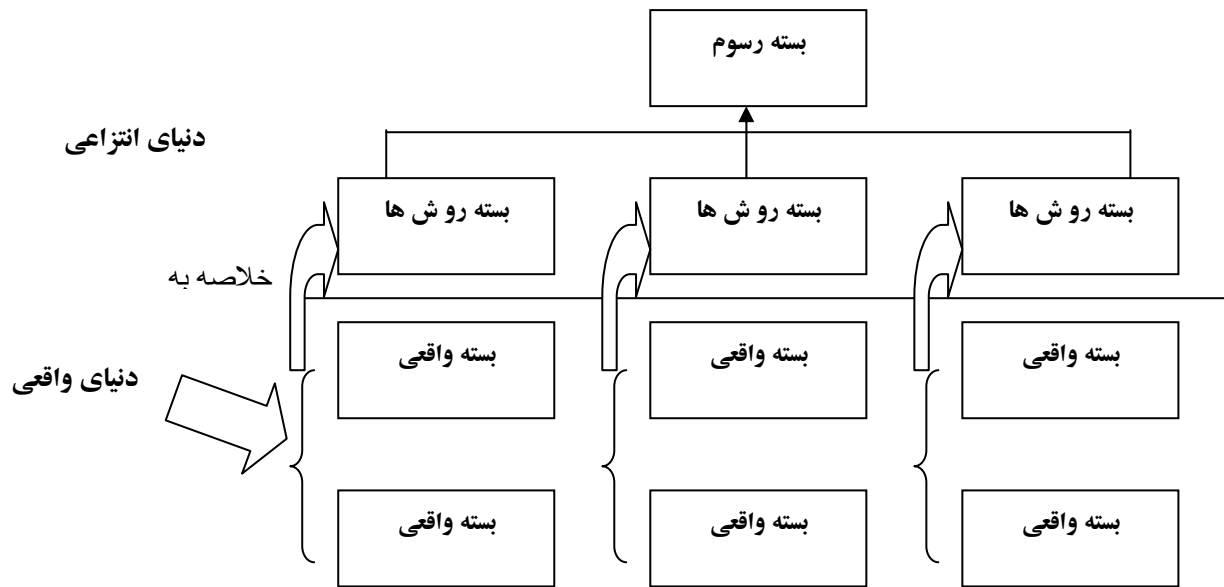 بسته رسوم
دنیای انتزاعی
بسته رو ش ها
بسته رو ش ها
بسته رو ش ها
خلاصه به
بسته واقعی
بسته واقعی
بسته واقعی
دنیای واقعی
بسته واقعی
بسته واقعی
بسته واقعی